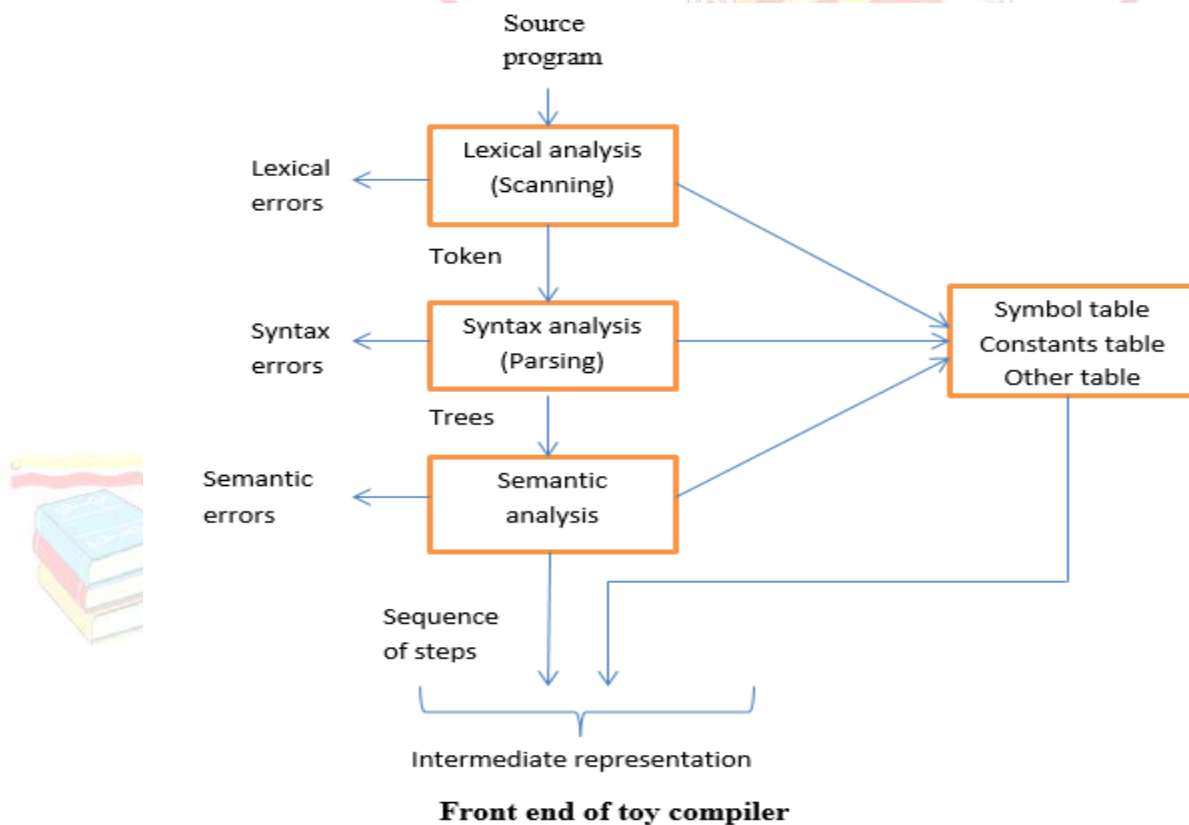 Source
program
Lexical analysis
(Scanning)
Lexical
errors
Token
Syntax analysis
(Parsing)
Syntax
errors
Symbol table
Constants table
Other table
Trees
Semantic
analysis
Semantic
errors
Sequence
of steps
Intermediate representation
Front end of toy compiler